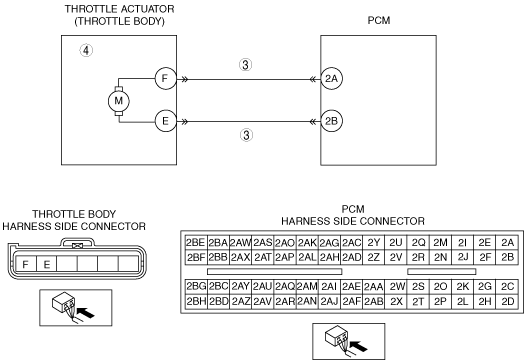 THROTTLE ACTUATOR
(THROTTLE BODY)
PCM
4
3
F
2A
M
E
2B
3
THROTTLE BODY
HARNESS SIDE CONNECTOR
F E
PCM
HARNESS SIDE CONNECTOR
2BE 2BA 2AW 2AS 2AO 2AK 2AG 2AC 2Y 2U 2Q 2M 2I 2E 2A
2BF 2BB 2AX 2AT 2AP 2AL 2AH 2AD 2Z 2V 2R 2N 2J 2F 2B
2BG 2BC 2AY 2AU 2AQ 2AM 2AI 2AE 2AA 2W 2S 2O 2K 2G 2C
2BH 2BD 2AZ 2AV 2AR 2AN 2AJ 2AF 2AB 2X 2T 2P 2L 2H 2D